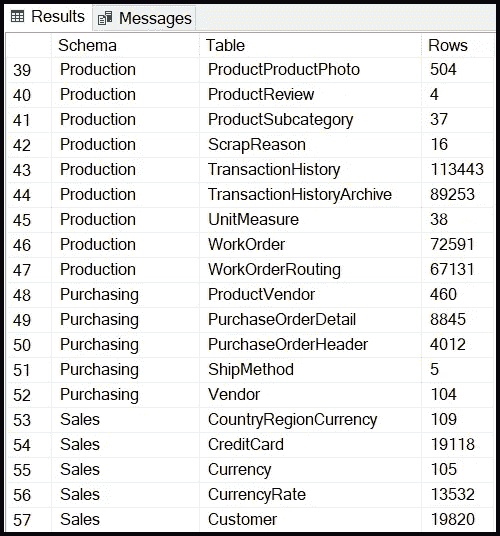 Results Messages
Schema Table Rows
39 Production ProductProductPhoto 504
40 Production ProductReview 4
41 Production ProductSubcategory 37
42 Production ScrapReason 16
43 Production TransactionHistory 113443
44 Production TransactionHistoryArchive 89253
45 Production UnitMeasure 38
46 Production WorkOrder 72591
47 Production WorkOrderRouting 67131
48 Purchasing ProductVendor 460
49 Purchasing PurchaseOrderDetail 8845
50 Purchasing PurchaseOrderHeader 4012
51 Purchasing ShipMethod 5
52 Purchasing Vendor 104
53 Sales CountryRegionCurrency 109
54 Sales CreditCard 19118
55 Sales Currency 105
56 Sales CurrencyRate 13532
57 Sales Customer 19820